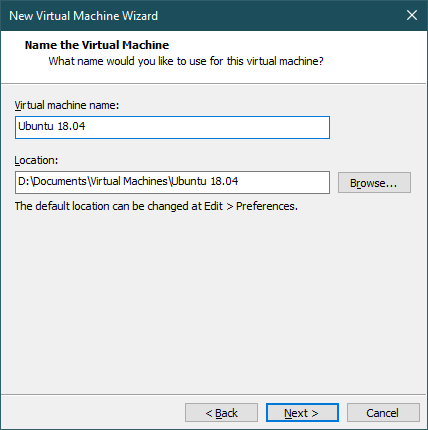 New Virtual Machine Wizard
Name the Virtual Machine
What name would you like to use for this virtual machine?
Virtual machine name:
Ubuntu 18.04
Location:
D:\Documents\Virtual Machines\Ubuntu 18.04
Browse...
The default location can be changed at Edit > Preferences.
< Back
Next >
Cancel